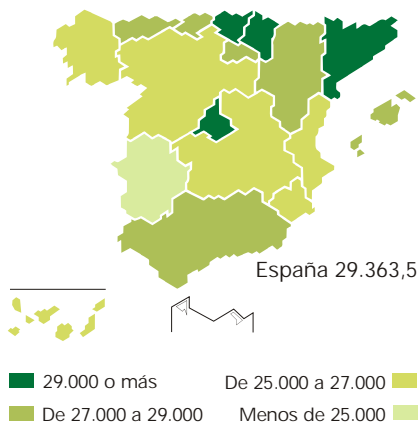 España 29.363,5
29.000 o más
De 25.000 a 27.000
De 27.000 a 29.000
Menos de 25.000